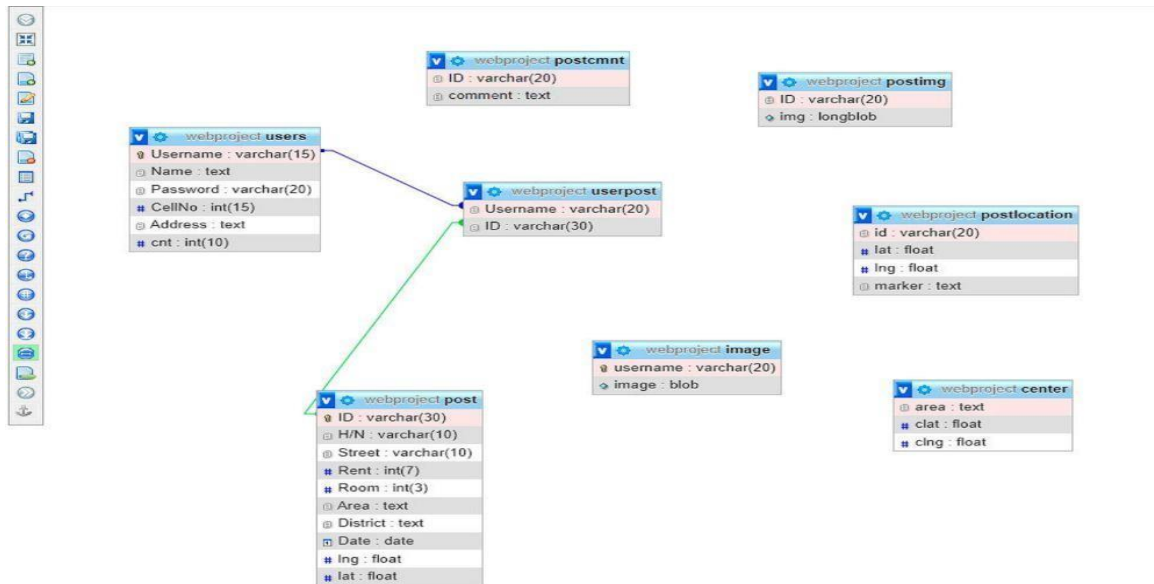 webproject postcmnt
ID : varchar(20)
comment : text
webproject postimg
ID : varchar(20)
img : longblob
webproject users
Username : varchar(15)
Name : text
Password : varchar(20)
CellNo : int(15)
Address : text
cnt : int(10)
webproject userpost
Username : varchar(20)
ID : varchar(30)
webproject postlocation
id : varchar(20)
lat : float
lng : float
marker : text
webproject image
username : varchar(20)
image : blob
webproject center
area : text
clat : float
clng : float
webproject post
ID : varchar(30)
H/N : varchar(10)
Street : varchar(10)
Rent : int(7)
Room : int(3)
Area : text
District : text
Date : date
lng : float
lat : float